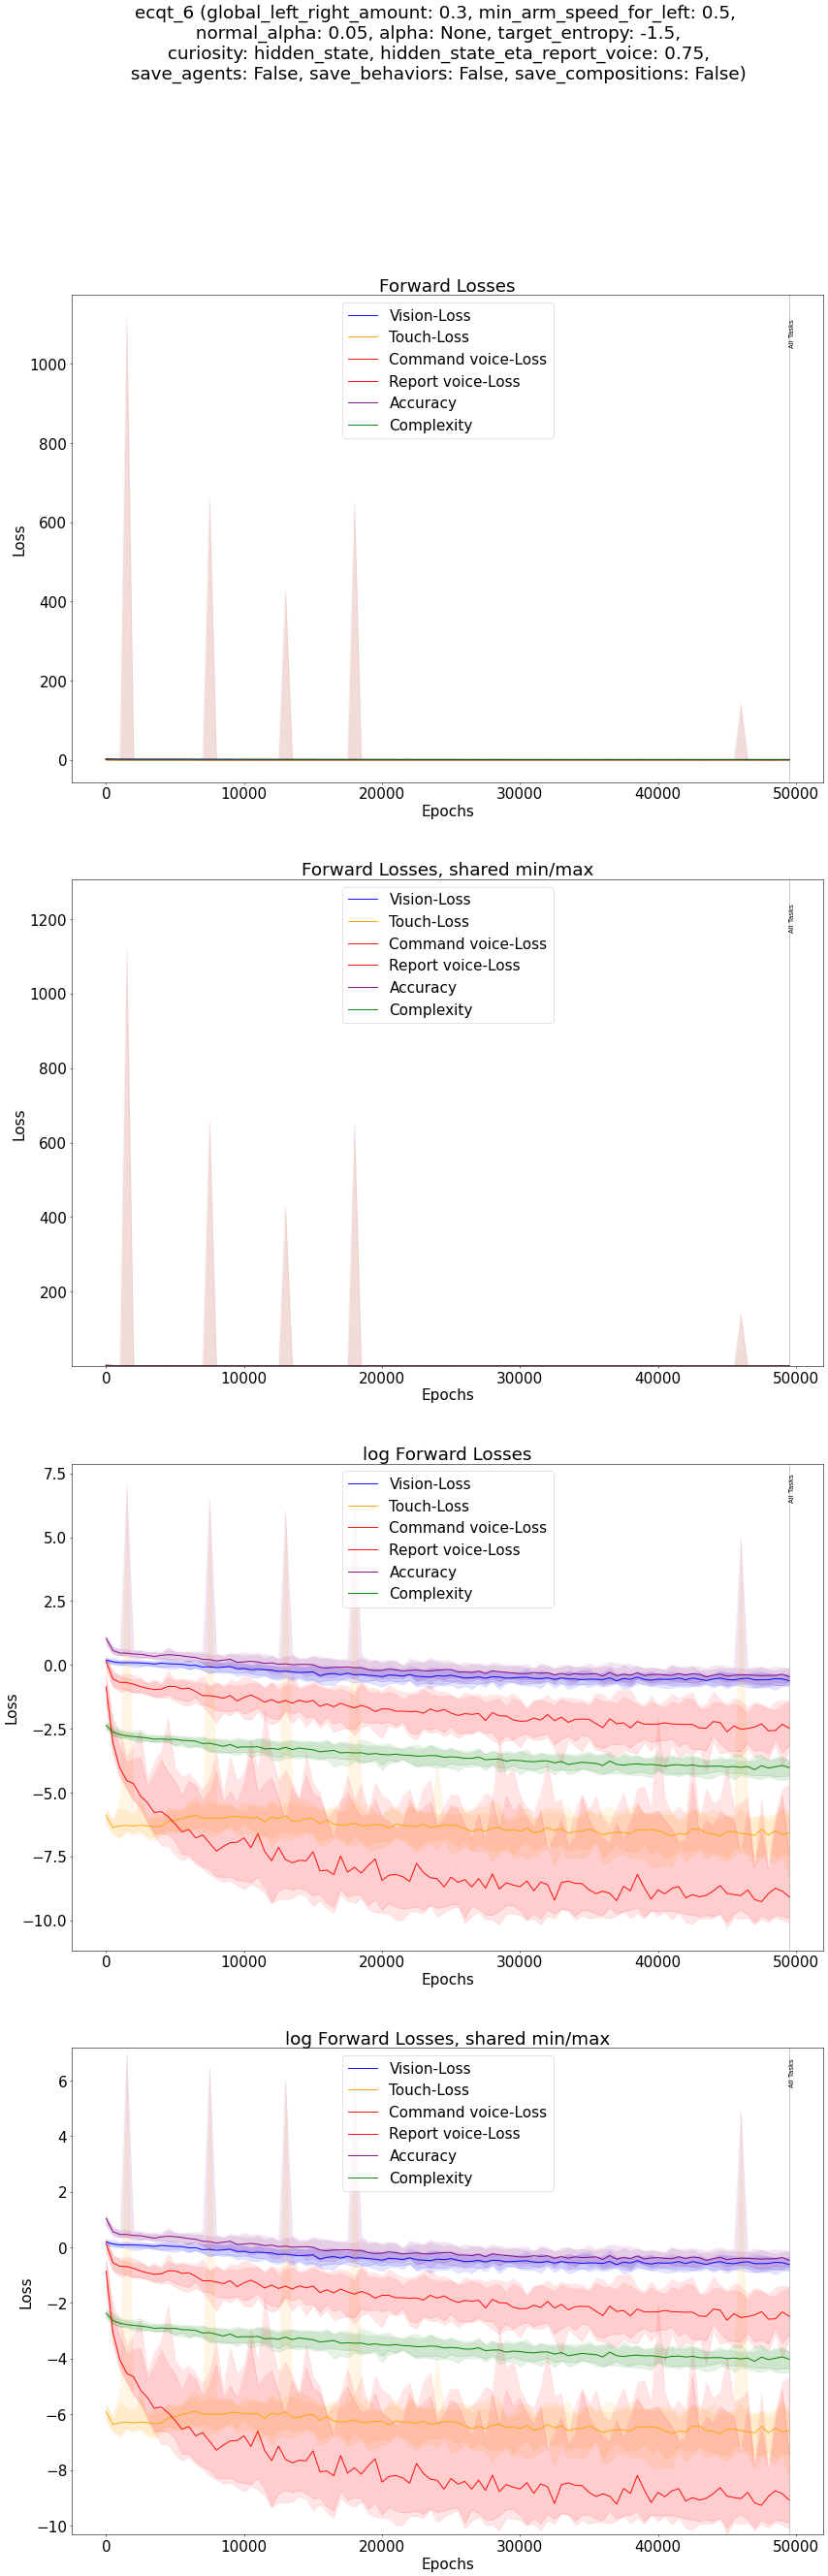 ecqt_6 (global_left_right_amount: 0.3, min_arm_speed_for_left: 0.5,
normal_alpha: 0.05, alpha: None, target_entropy: -1.5,
curiosity: hidden_state, hidden_state_eta_report_voice: 0.75,
save_agents: False, save_behaviors: False, save_compositions: False)
Forward Losses
Vision-Loss
Touch-Loss
Command voice-Loss
Report voice-Loss
Accuracy
Complexity
All Tasks
1000
800
600
400
200
0
Loss
0 10000 20000 30000 40000 50000
Epochs
Forward Losses, shared min/max
Vision-Loss
Touch-Loss
Command voice-Loss
Report voice-Loss
Accuracy
Complexity
All Tasks
1200
1000
800
600
400
200
Loss
0 10000 20000 30000 40000 50000
Epochs
log Forward Losses
Vision-Loss
Touch-Loss
Command voice-Loss
Report voice-Loss
Accuracy
Complexity
All Tasks
7.5
5.0
2.5
0.0
−2.5
−5.0
−7.5
−10.0
Loss
0 10000 20000 30000 40000 50000
Epochs
log Forward Losses, shared min/max
Vision-Loss
Touch-Loss
Command voice-Loss
Report voice-Loss
Accuracy
Complexity
All Tasks
6
4
2
0
−2
−4
−6
−8
−10
Loss
0 10000 20000 30000 40000 50000
Epochs